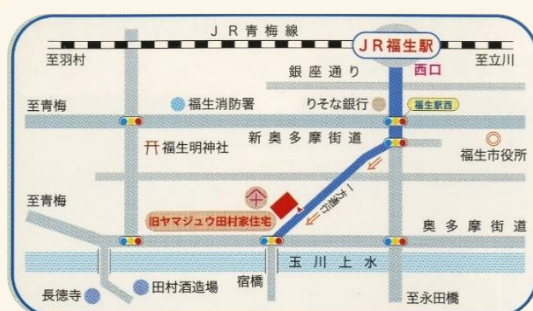 JR青梅線
JR福生駅
至羽村
至立川
銀座通り
西口
至青梅
福生消防署
りそな銀行
福生駅西
新奥多摩街道
福生明神社
福生市役所
至青梅
一方通行
旧ヤマジュウ田村家住宅
奥多摩街道
玉川上水
長徳寺
田村酒造場
宿橋
至永田橋